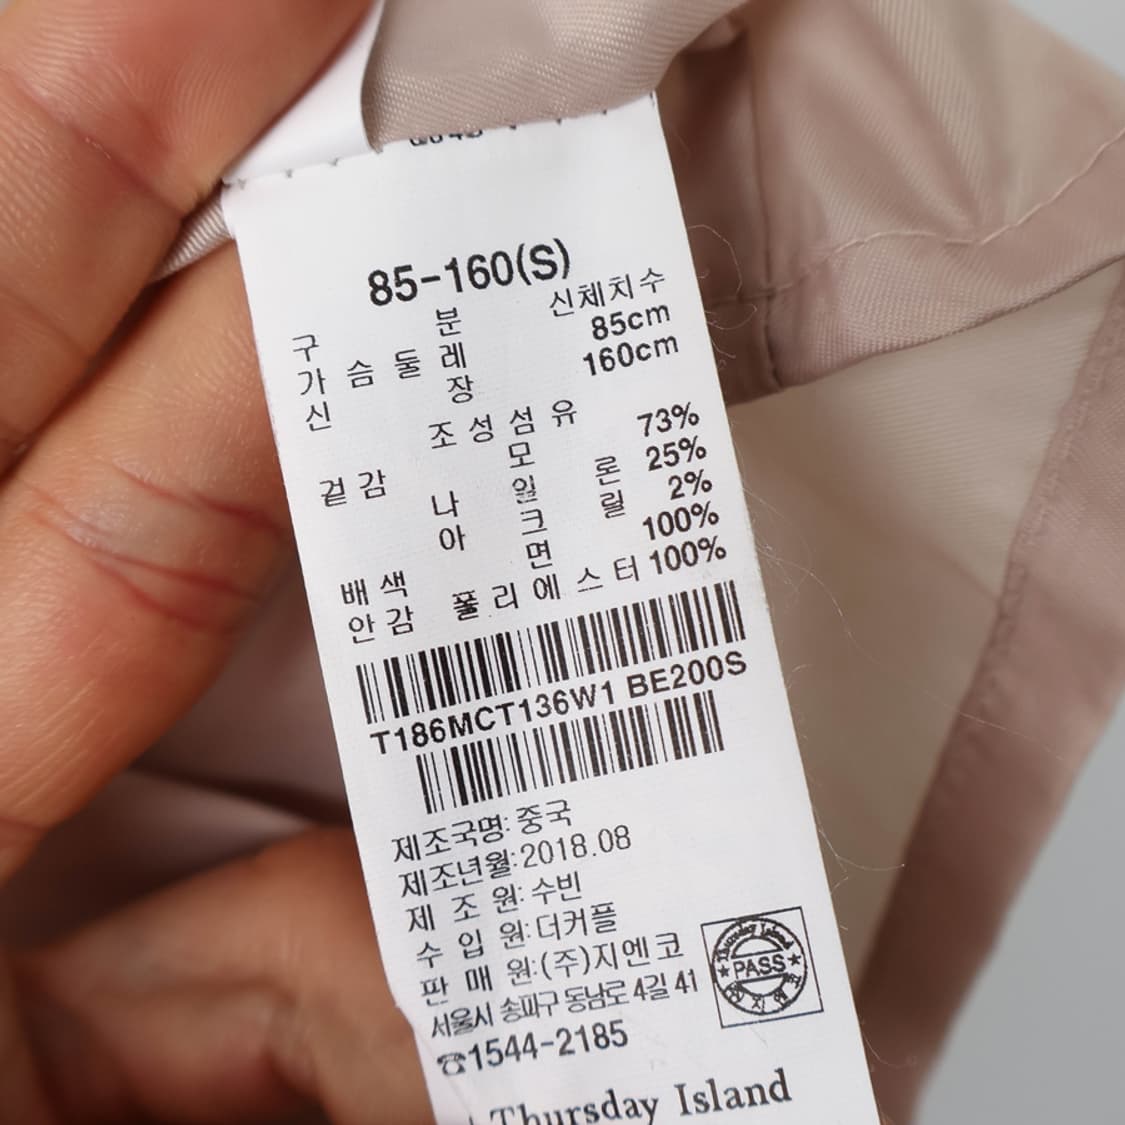 85-160(S)
구 분 신체치수
가 슴 둘 레 85cm
신 장 160cm
조 성 섬 유
겉감 모 73%
나 일 론 25%
아 크 릴 2%
배색 면 100%
안감 폴 리 에 스 터 100%
T186MCT136W1 BE200S
제조국명: 중국
제조년월: 2018.08
제 조 원: 수빈
수 입 원: 더커플
판 매 원: (주)지엔코
서울시 송파구 동남로 4길 41
☎1544-2185
Thursday Island
PASS
Thursday Island